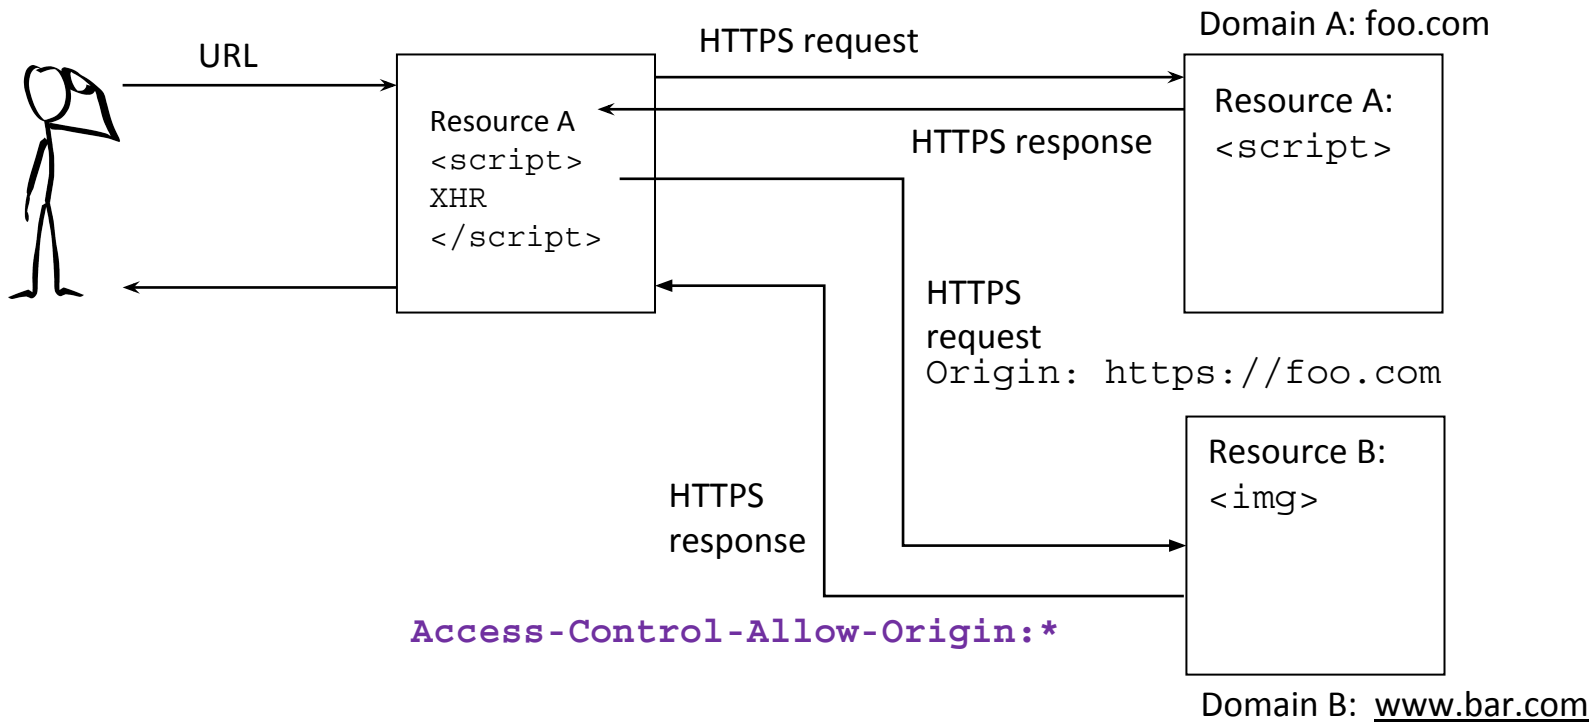 URL
Resource A
<script>
XHR
</script>
HTTPS request
HTTPS response
Domain A: foo.com
Resource A:
<script>
HTTPS
request
Origin: https://foo.com
HTTPS
response
Access-Control-Allow-Origin:*
Resource B:
<img>
Domain B: www.bar.com